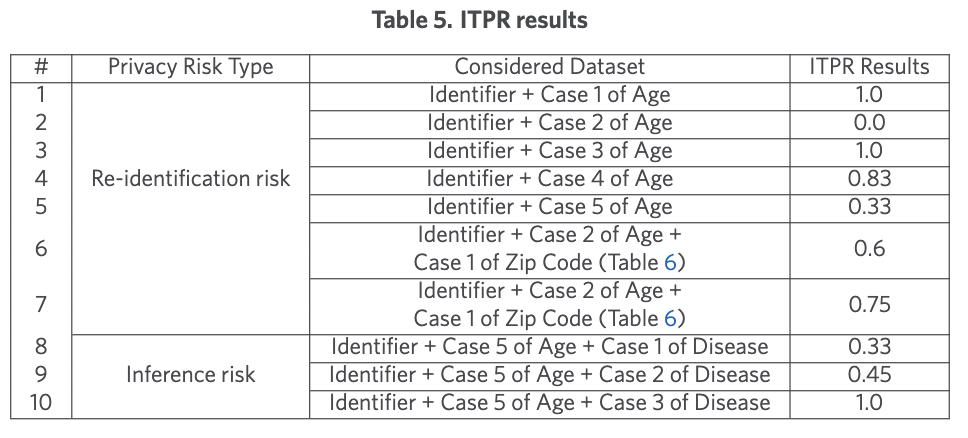 Table 5. ITPR results
# Privacy Risk Type Considered Dataset ITPR Results
1 Identifier + Case 1 of Age 1.0
2 Identifier + Case 2 of Age 0.0
3 Identifier + Case 3 of Age 1.0
4 Re-identification risk Identifier + Case 4 of Age 0.83
5 Identifier + Case 5 of Age 0.33
6 Identifier + Case 2 of Age +
Case 1 of Zip Code (Table 6) 0.6
7 Identifier + Case 2 of Age +
Case 1 of Zip Code (Table 6) 0.75
8 Identifier + Case 5 of Age + Case 1 of Disease 0.33
9 Inference risk Identifier + Case 5 of Age + Case 2 of Disease 0.45
10 Identifier + Case 5 of Age + Case 3 of Disease 1.0